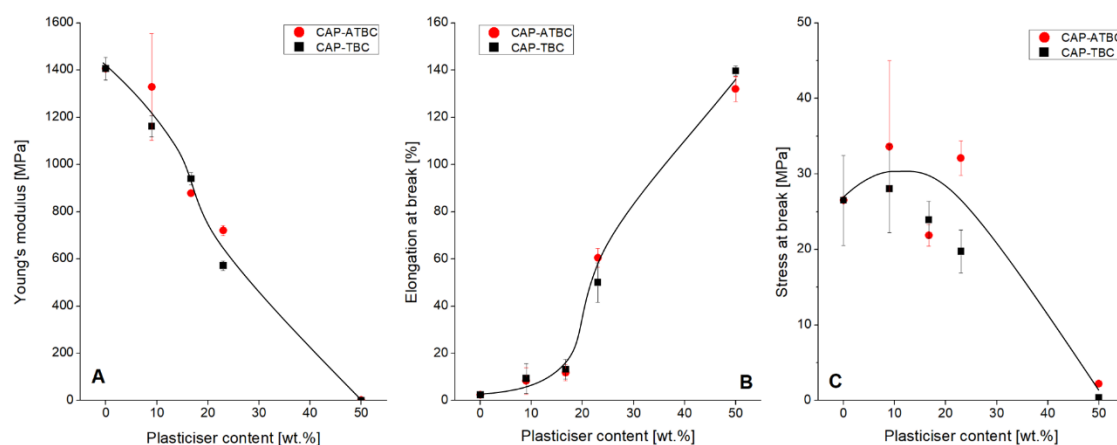 1600
1400
1200
1000
800
600
400
200
0
Young's modulus [MPa]
CAP-ATBC
CAP-TBC
A
0 10 20 30 40 50
Plasticiser content [wt.%]
160
140
120
100
80
60
40
20
0
Elongation at break [%]
CAP-ATBC
CAP-TBC
B
0 10 20 30 40 50
Plasticiser content [wt.%]
50
40
30
20
10
0
Stress at break [MPa]
CAP-ATBC
CAP-TBC
C
0 10 20 30 40 50
Plasticiser content [wt.%]